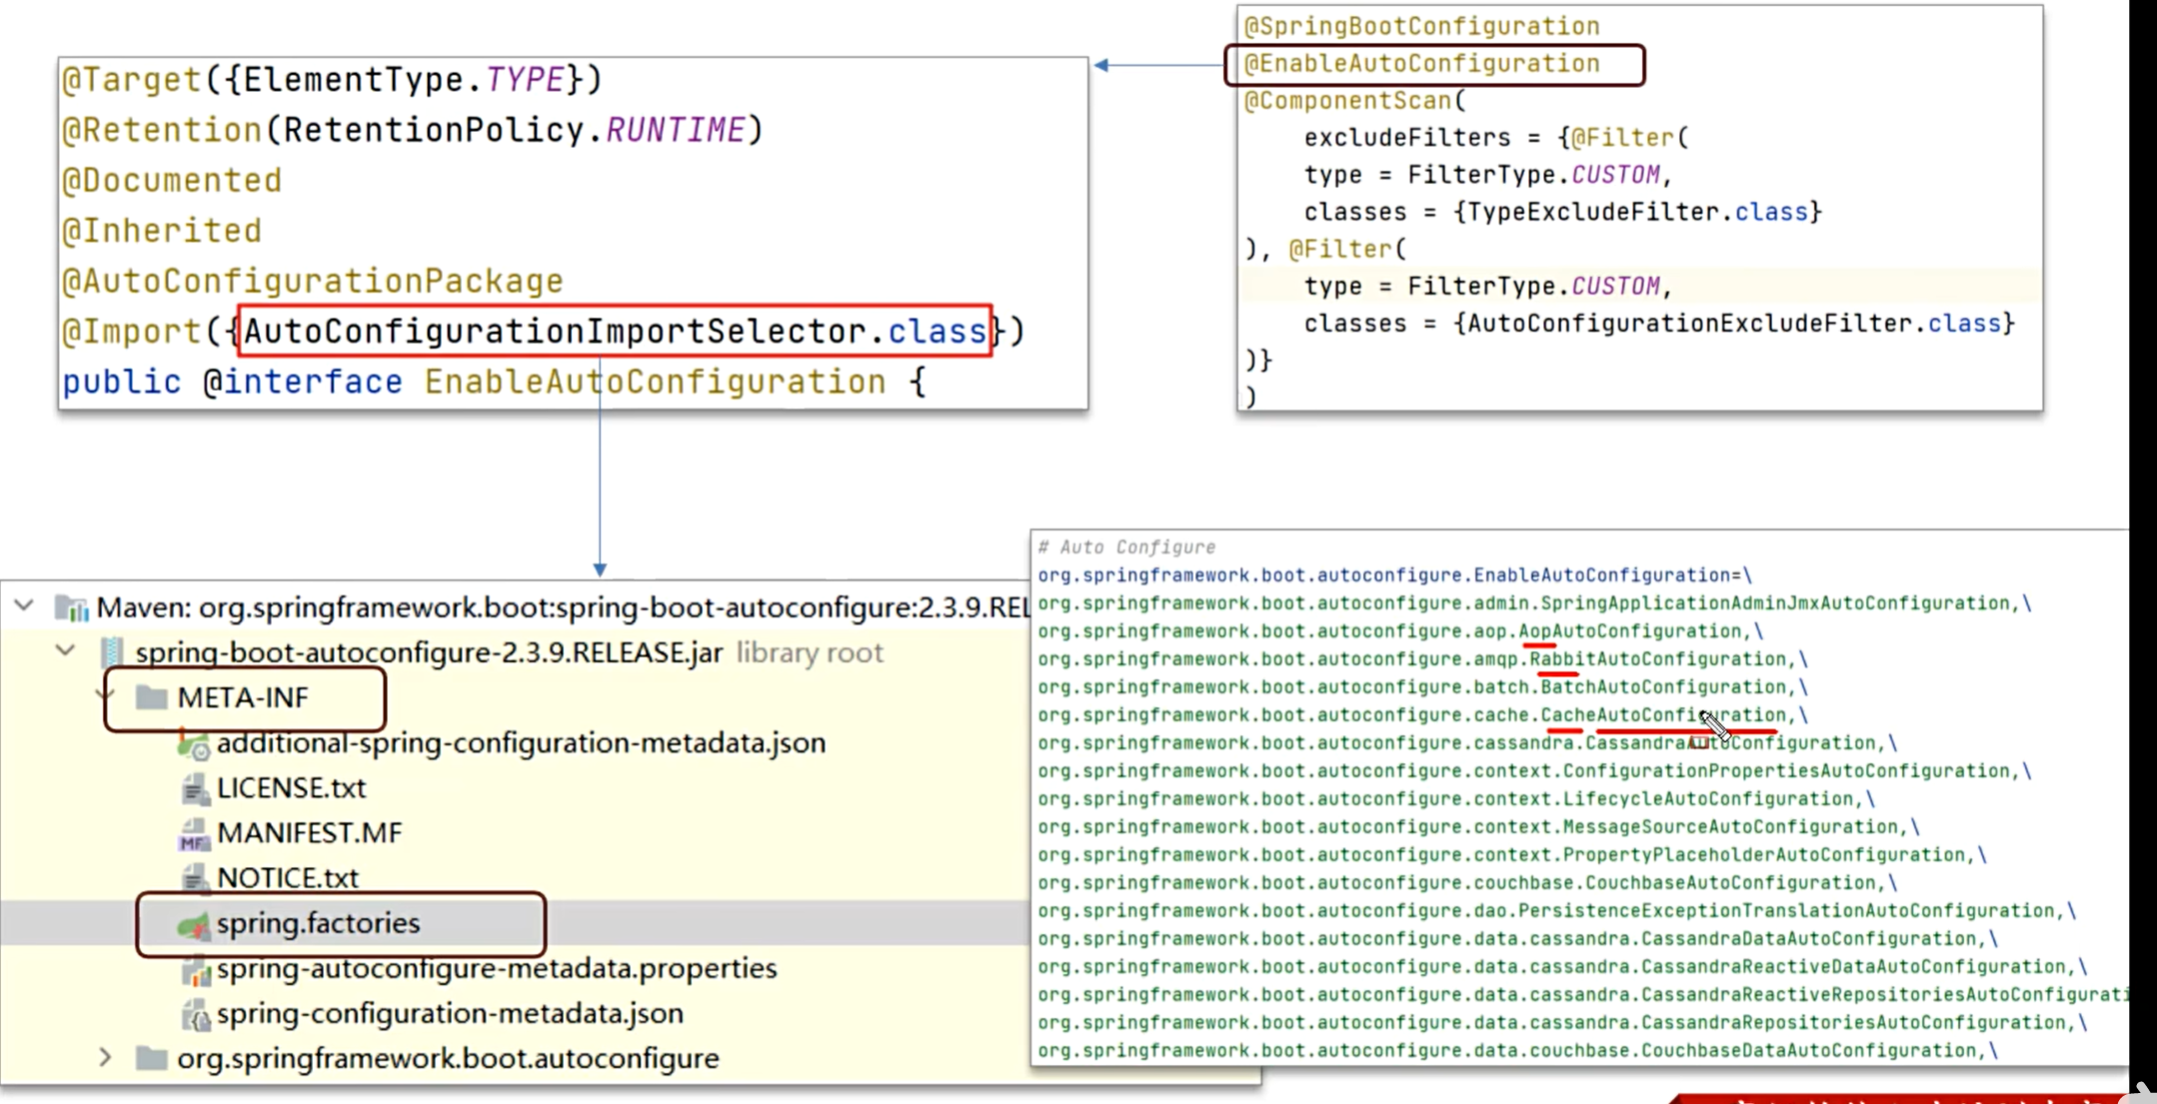 @Target({ElementType.TYPE})
@Retention(RetentionPolicy.RUNTIME)
@Documented
@Inherited
@AutoConfigurationPackage
@Import({AutoConfigurationImportSelector.class})
public @interface EnableAutoConfiguration {
@SpringBootConfiguration
@EnableAutoConfiguration
@ComponentScan(
excludeFilters = {@Filter(
type = FilterType.CUSTOM,
classes = {TypeExcludeFilter.class}
), @Filter(
type = FilterType.CUSTOM,
classes = {AutoConfigurationExcludeFilter.class}
)}
)
Maven: org.springframework.boot:spring-boot-autoconfigure:2.3.9.REL
spring-boot-autoconfigure-2.3.9.RELEASE.jar library root
META-INF
additional-spring-configuration-metadata.json
LICENSE.txt
MANIFEST.MF
NOTICE.txt
spring.factories
spring-autoconfigure-metadata.properties
spring-configuration-metadata.json
org.springframework.boot.autoconfigure
# Auto Configure
org.springframework.boot.autoconfigure.EnableAutoConfiguration=\
org.springframework.boot.autoconfigure.admin.SpringApplicationAdminJmxAutoConfiguration,\
org.springframework.boot.autoconfigure.aop.AopAutoConfiguration,\
org.springframework.boot.autoconfigure.amqp.RabbitAutoConfiguration,\
org.springframework.boot.autoconfigure.batch.BatchAutoConfiguration,\
org.springframework.boot.autoconfigure.cache.CacheAutoConfiguration,\
org.springframework.boot.autoconfigure.cassandra.CassandraAutoConfiguration,\
org.springframework.boot.autoconfigure.context.ConfigurationPropertiesAutoConfiguration,\
org.springframework.boot.autoconfigure.context.LifecycleAutoConfiguration,\
org.springframework.boot.autoconfigure.context.MessageSourceAutoConfiguration,\
org.springframework.boot.autoconfigure.context.PropertyPlaceholderAutoConfiguration,\
org.springframework.boot.autoconfigure.couchbase.CouchbaseAutoConfiguration,\
org.springframework.boot.autoconfigure.dao.PersistenceExceptionTranslationAutoConfiguration,\
org.springframework.boot.autoconfigure.data.cassandra.CassandraDataAutoConfiguration,\
org.springframework.boot.autoconfigure.data.cassandra.CassandraReactiveDataAutoConfiguration,\
org.springframework.boot.autoconfigure.data.cassandra.CassandraReactiveRepositoriesAutoConfigurati
org.springframework.boot.autoconfigure.data.cassandra.CassandraRepositoriesAutoConfiguration,\
org.springframework.boot.autoconfigure.data.couchbase.CouchbaseDataAutoConfiguration,\